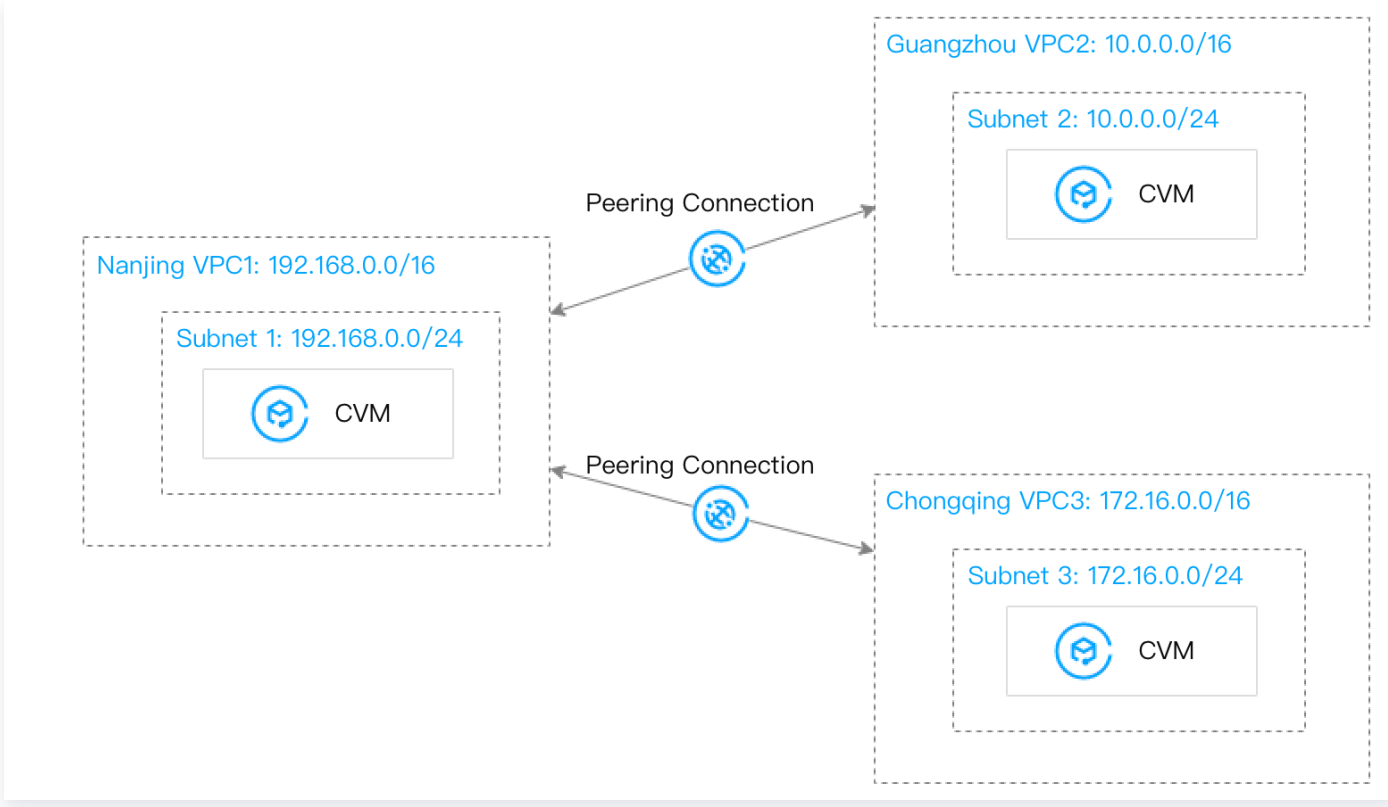 Guangzhou VPC2: 10.0.0.0/16
Subnet 2: 10.0.0.0/24
CVM
Peering Connection
Nanjing VPC1: 192.168.0.0/16
Subnet 1: 192.168.0.0/24
CVM
Peering Connection
Chongqing VPC3: 172.16.0.0/16
Subnet 3: 172.16.0.0/24
CVM